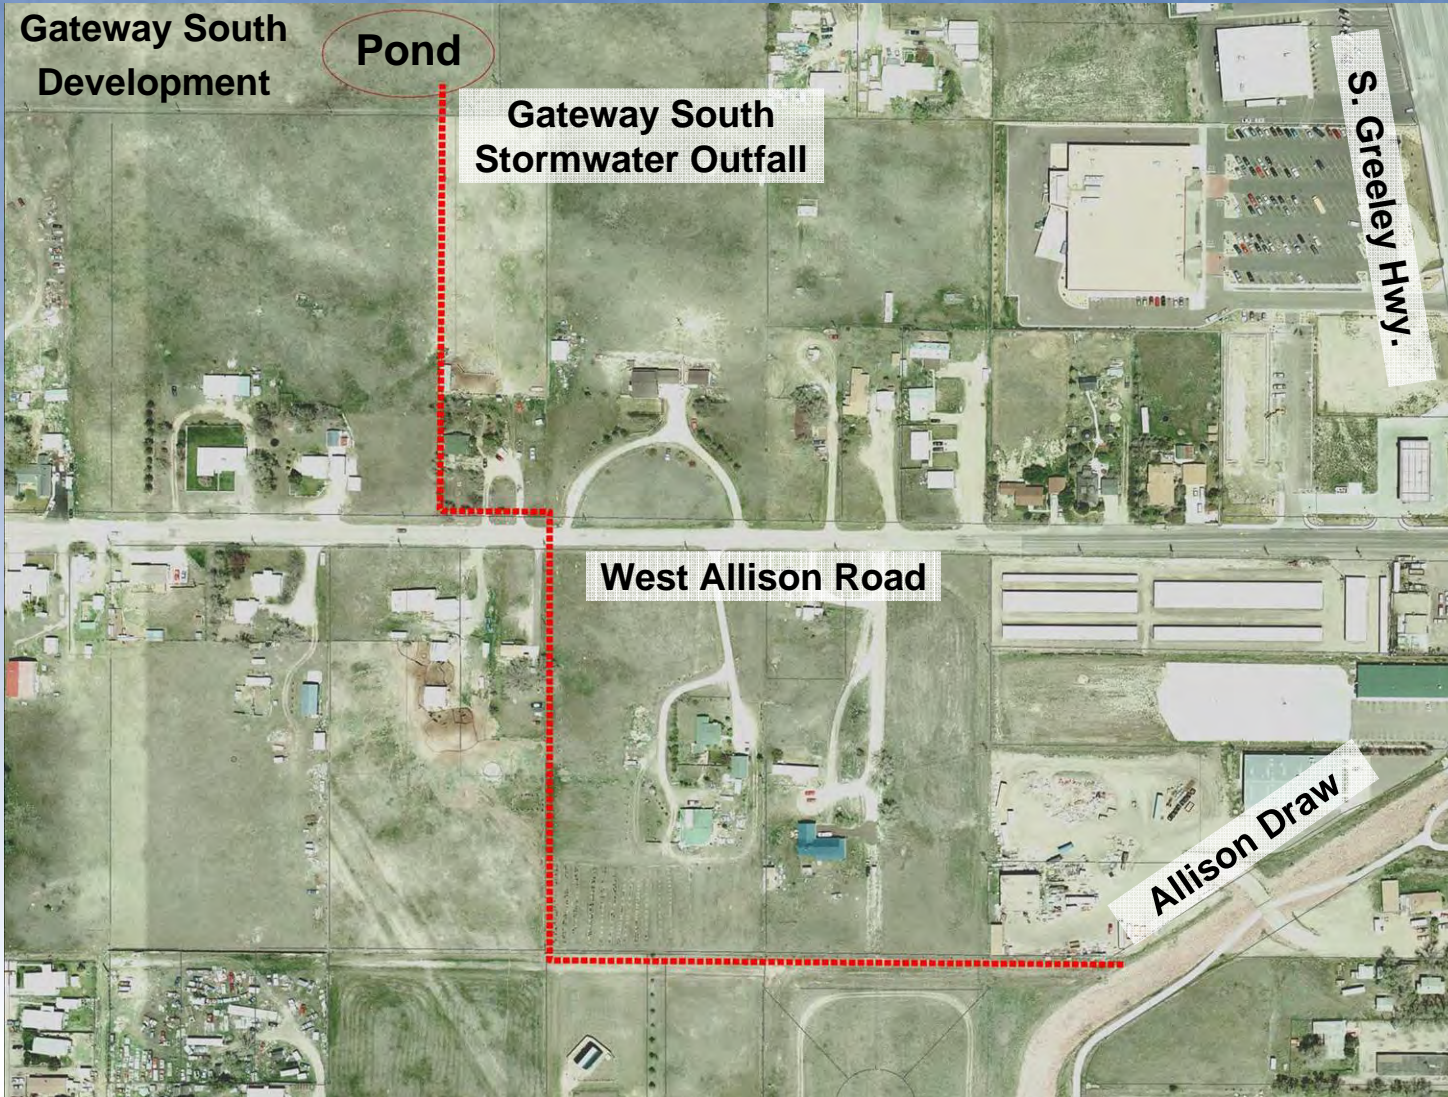 Gateway South
Development
Pond
Gateway South
Stormwater Outfall
S. Greeley Hwy.
West Allison Road
Allison Draw